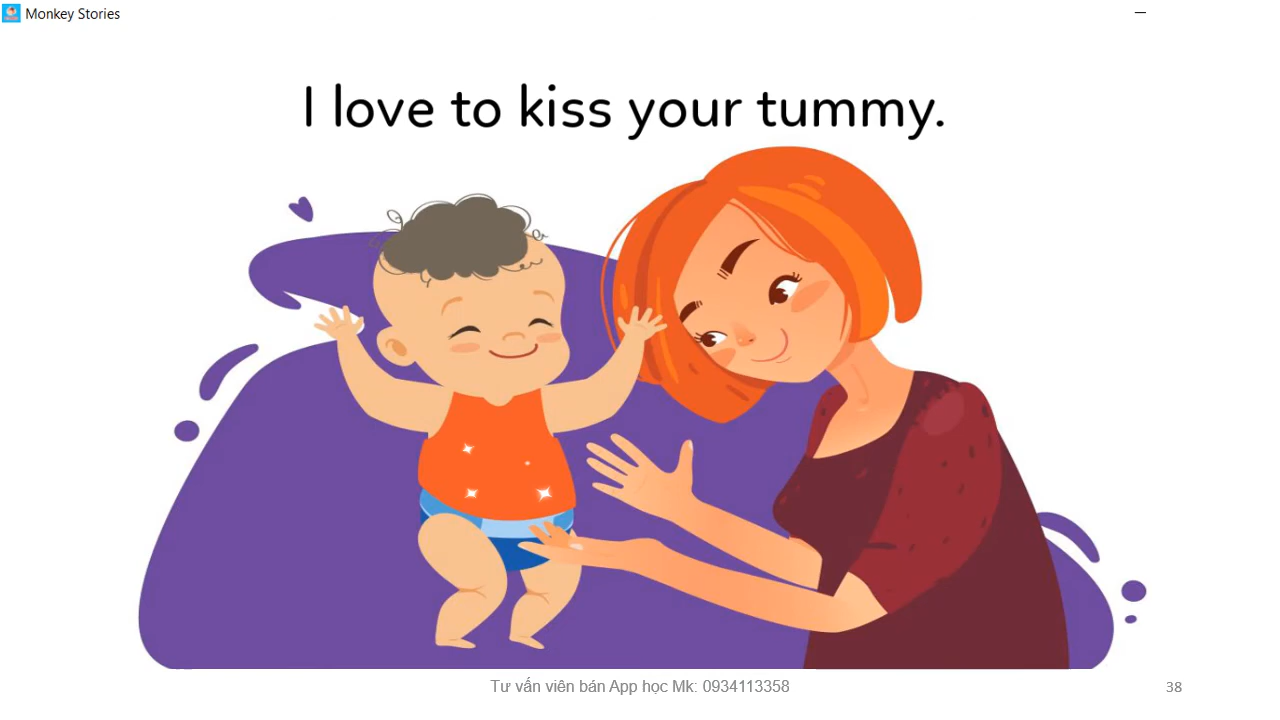 Monkey Stories
I love to kiss your tummy.
Tư vấn viên bán App học Mk: 0934113358
38